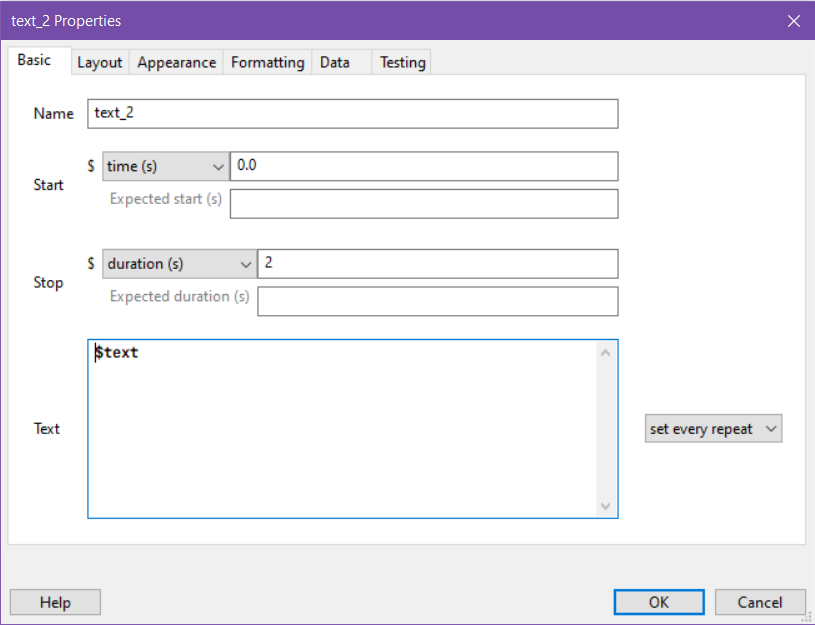 text_2 Properties
Basic Layout Appearance Formatting Data Testing
Name text_2
$ time (s) 0.0
Start
Expected start (s)
$ duration (s) 2
Stop
Expected duration (s)
$text
Text set every repeat
Help OK Cancel